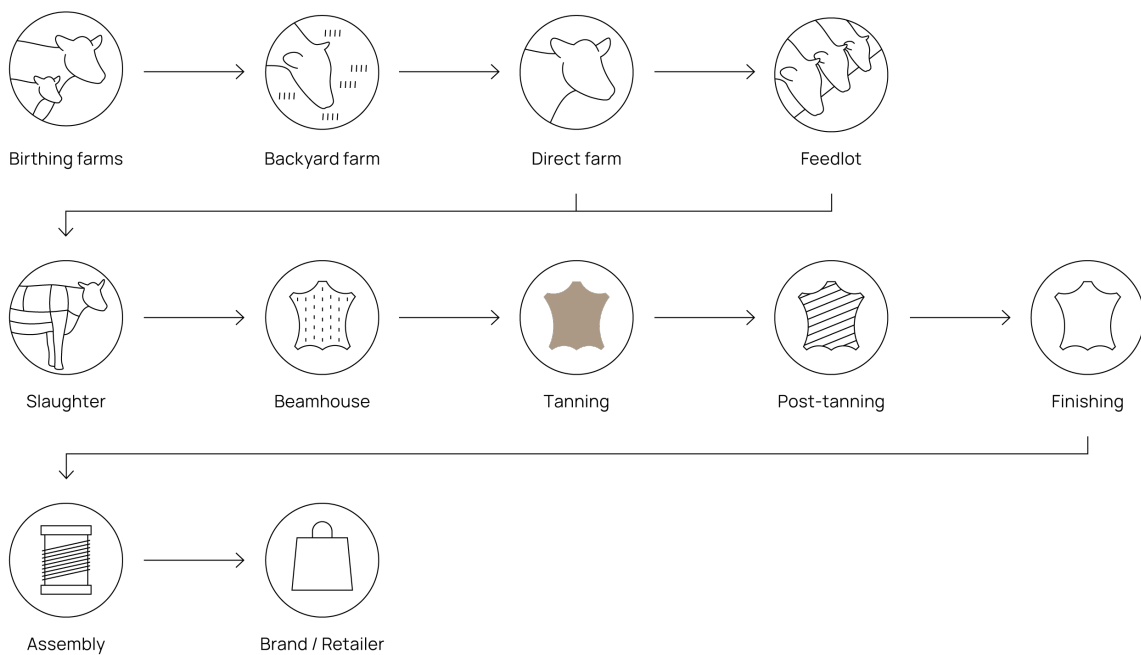 Birthing farms
Backyard farm
Direct farm
Feedlot
Slaughter
Beamhouse
Tanning
Post-tanning
Finishing
Assembly
Brand / Retailer